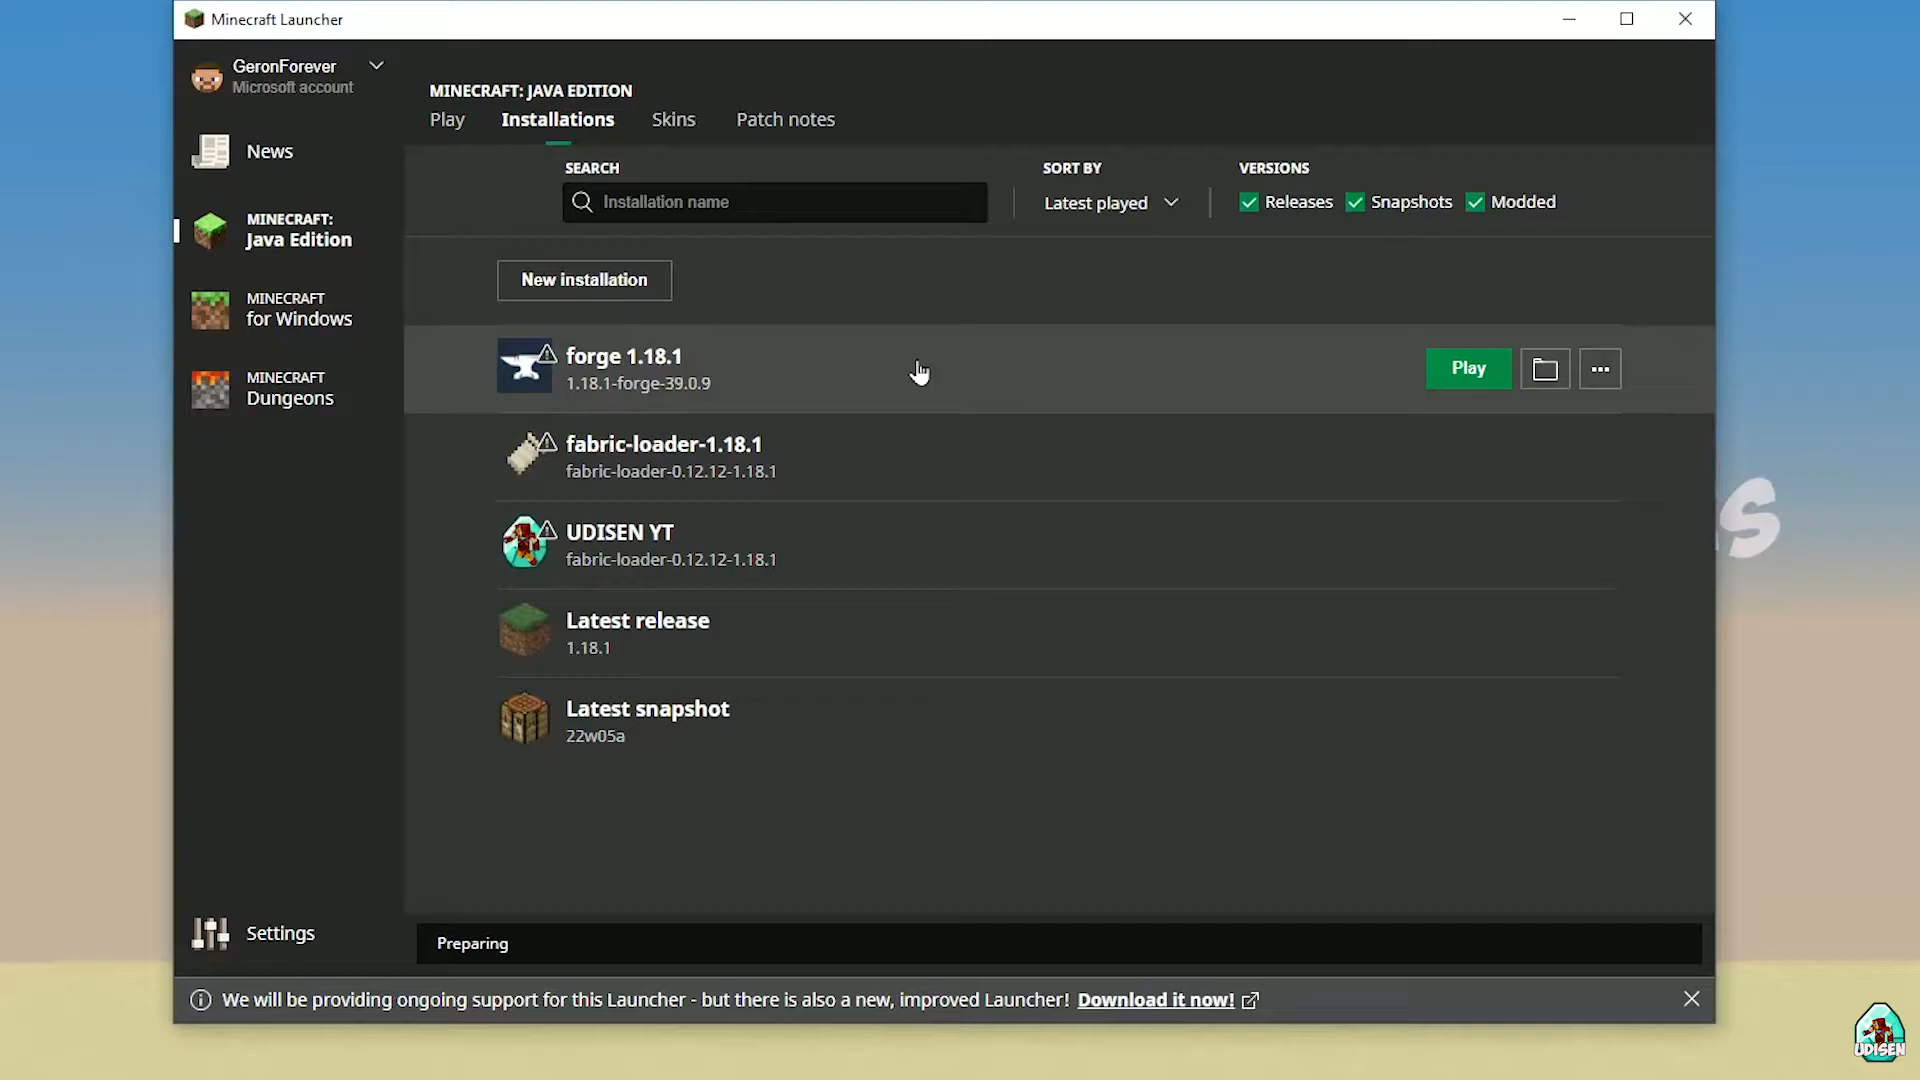 Minecraft Launcher
GeronForever
Microsoft account
News
MINECRAFT:
Java Edition
MINECRAFT
for Windows
MINECRAFT
Dungeons
Settings
MINECRAFT: JAVA EDITION
Play Installations Skins Patch notes
SEARCH SORT BY VERSIONS
Installation name Latest played Releases Snapshots Modded
New installation
forge 1.18.1
1.18.1-forge-39.0.9
Play
fabric-loader-1.18.1
fabric-loader-0.12.12-1.18.1
UDISEN YT
fabric-loader-0.12.12-1.18.1
Latest release
1.18.1
Latest snapshot
22w05a
Preparing
We will be providing ongoing support for this Launcher - but there is also a new, improved Launcher! Download it now!
S
UDISEN